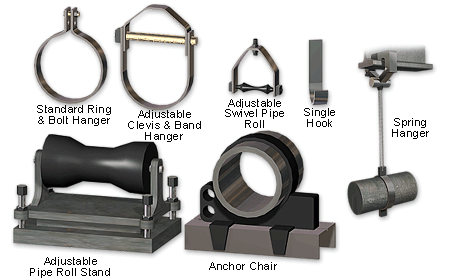 Standard Ring
& Bolt Hanger
Adjustable
Clevis & Band
Hanger
Adjustable
Swivel Pipe
Roll
Single
Hook
Spring
Hanger
Adjustable
Pipe Roll Stand
Anchor Chair